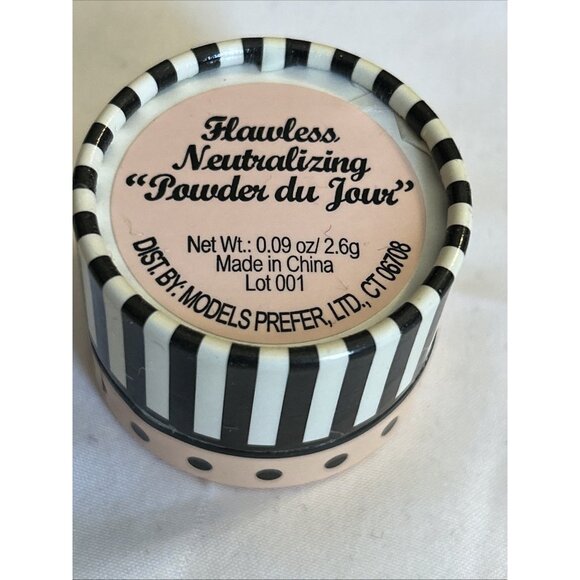 Flawless
Neutralizing
“Powder du Jour”
Net Wt.: 0.09 oz/ 2.6g
Made in China
Lot 001
DIST. BY: MODELS PREFER, LTD., CT 06708